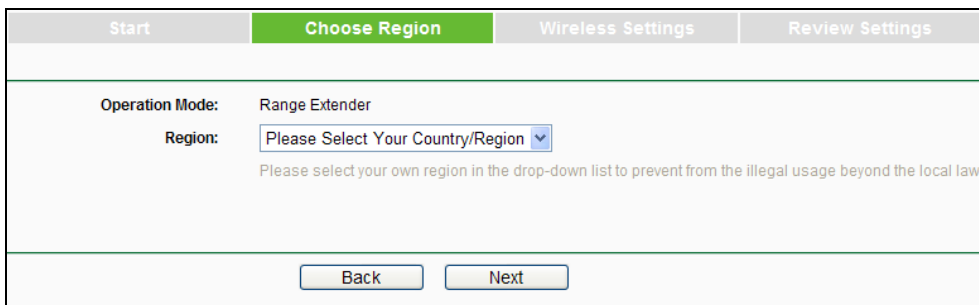 Start Choose Region Wireless Settings Review Settings
Operation Mode: Range Extender
Region: Please Select Your Country/Region
Please select your own region in the drop-down list to prevent from the illegal usage beyond the local law
Back Next